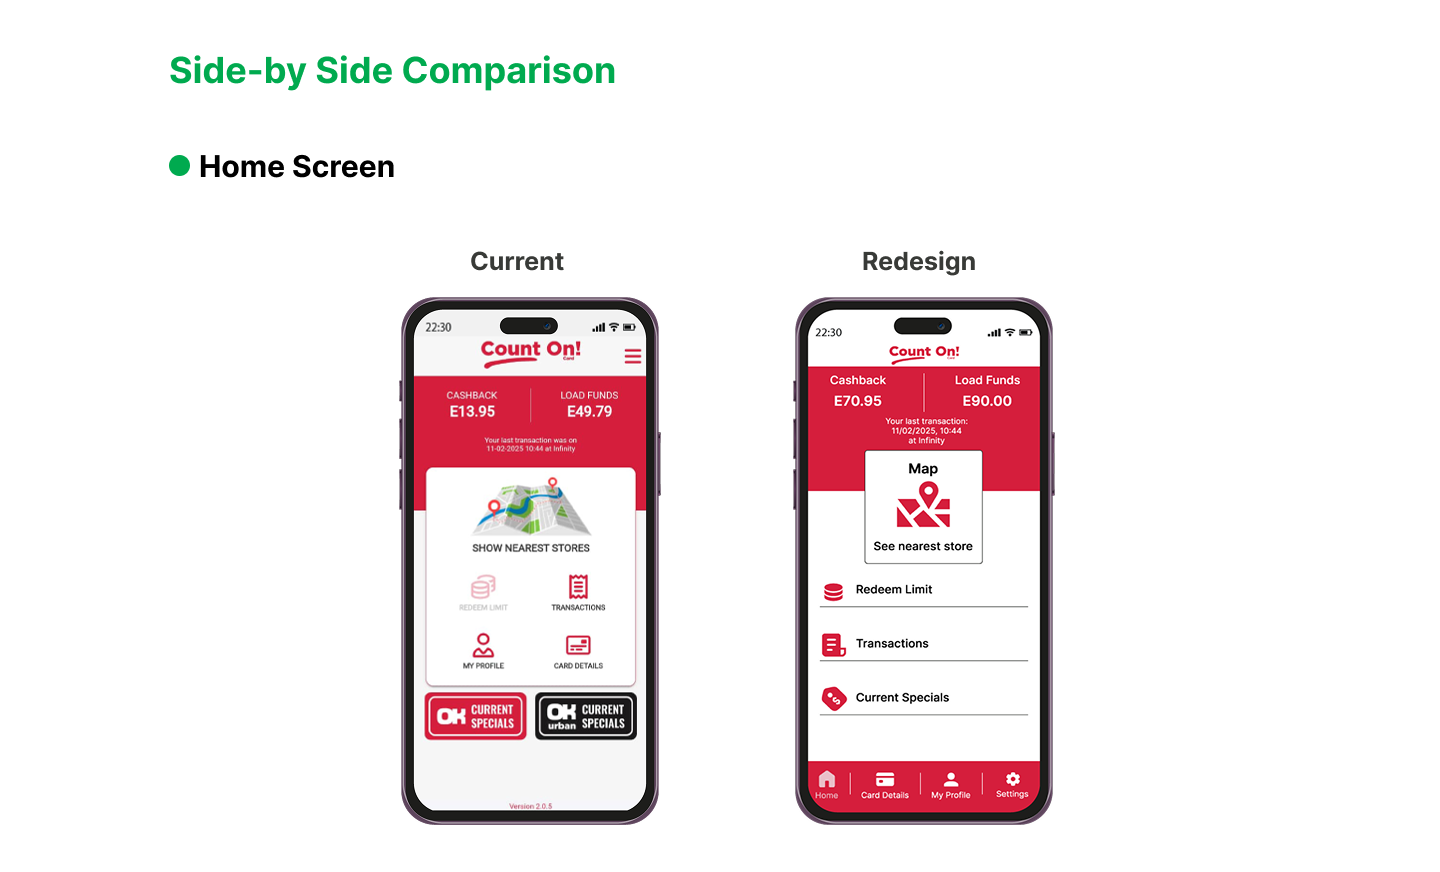 Side-by Side Comparison
Home Screen
Current
22:30
Count On!
Card
CASHBACK
E13.95
LOAD FUNDS
E49.79
Your last transaction was on
11-02-2025 10:44 at Infinity
SHOW NEAREST STORES
REDEEM LIMIT
TRANSACTIONS
MY PROFILE
CARD DETAILS
OK
CURRENT
SPECIALS
OK
urban
CURRENT
SPECIALS
Version 2.0.5
Redesign
22:30
Count On!
Card
Cashback
E70.95
Load Funds
E90.00
Your last transaction:
11/02/2025, 10:44
at Infinity
Map
See nearest store
Redeem Limit
Transactions
Current Specials
Home
Card Details
My Profile
Settings